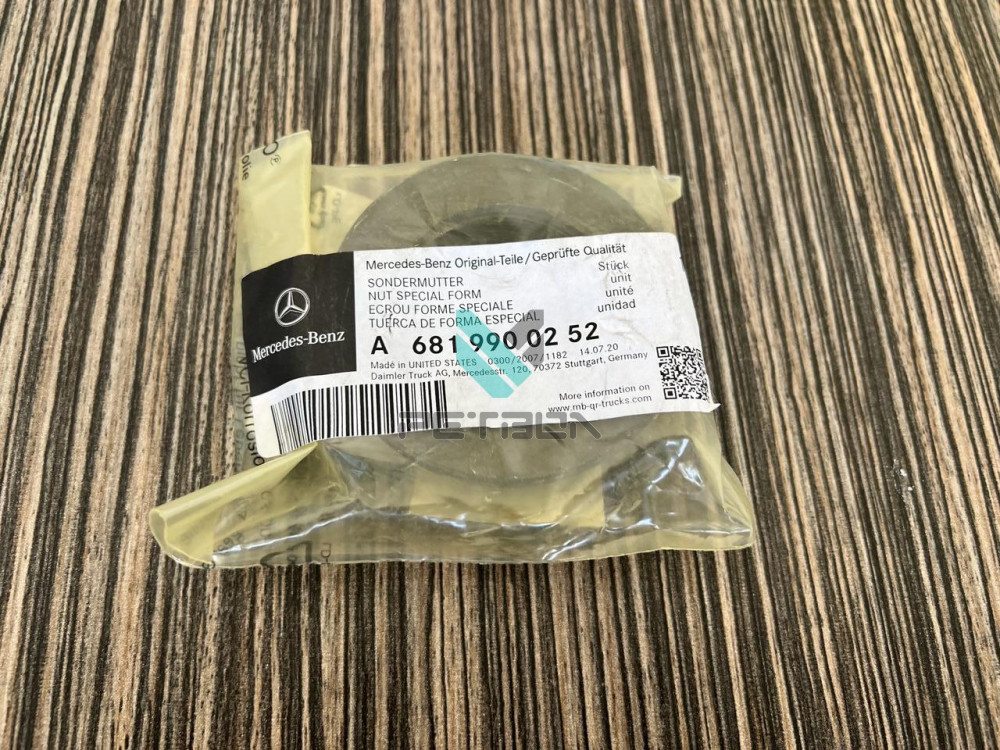 Mercedes-Benz Original-Teile/Geprüfte Qualität
SONDERMUTTER Stück
NUT SPECIAL FORM unit
ECROU FORME SPECIALE unité
TUERCA DE FORMA ESPECIAL unidad
Mercedes-Benz
A 681 990 02 52
Made in UNITED STATES 0300/2007/1182 14.07.20
Daimler Truck AG, Mercedesstr. 120, 70372 Stuttgart, Germany
More information on
www.mb-qr-trucks.com
PETIBEN